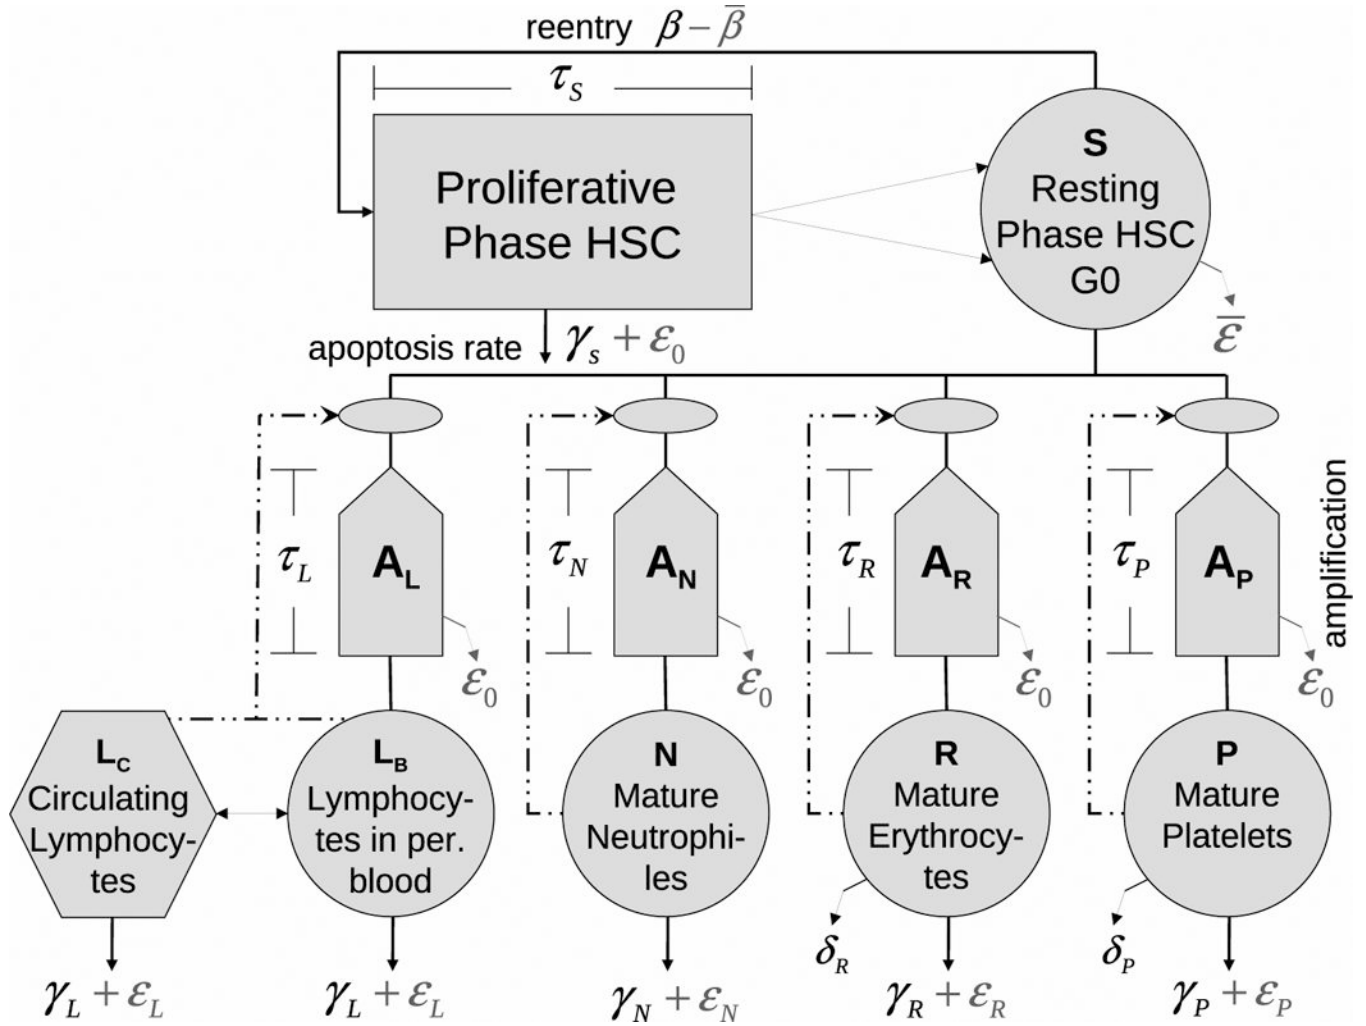 reentry β − β̅
τS
Proliferative
Phase HSC
S
Resting
Phase HSC
G0
ε̅
apoptosis rate
γs + ε0
τL
AL
ε0
τN
AN
ε0
τR
AR
ε0
τP
AP
ε0
amplification
LC
Circulating
Lymphocy-
tes
LB
Lymphocy-
tes in per.
blood
N
Mature
Neutrophi-
les
R
Mature
Erythrocy-
tes
P
Mature
Platelets
δR
δP
γL + εL
γL + εL
γN + εN
γR + εR
γP + εP